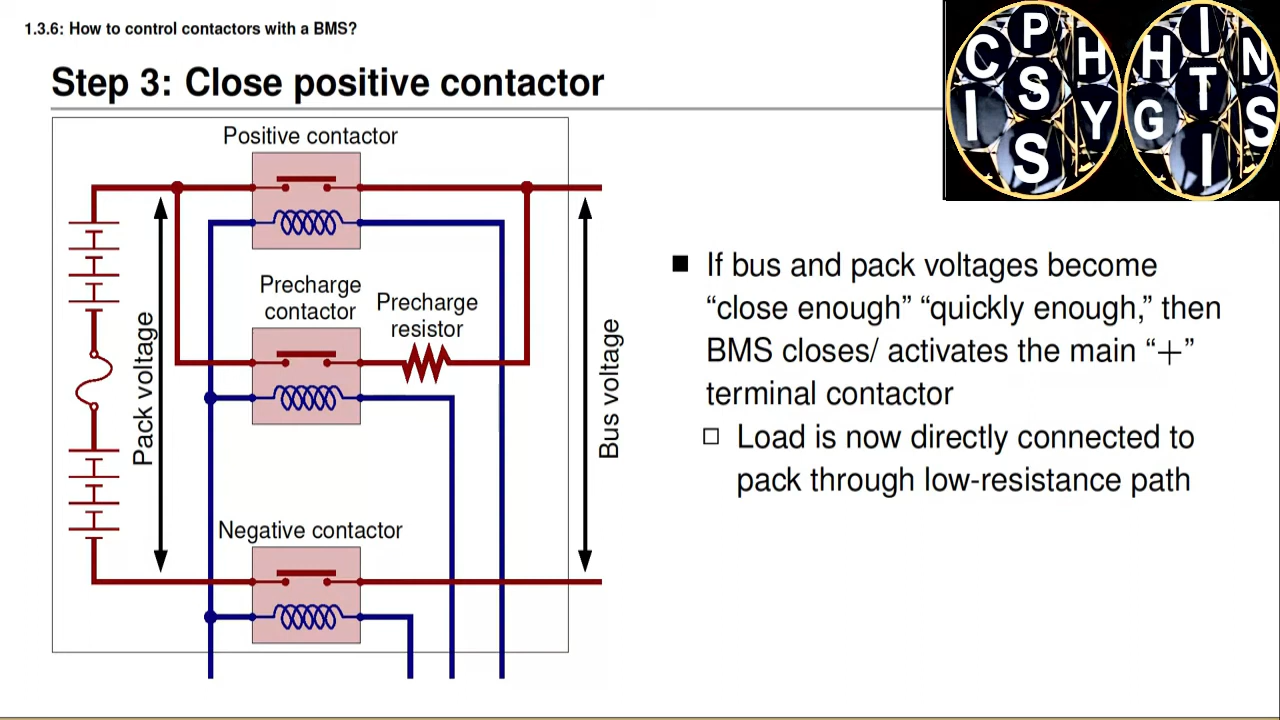 1.3.6: How to control contactors with a BMS?
Step 3: Close positive contactor
C P H
S
I Y
S
H I N
T
G S
I
Positive contactor
Precharge
contactor
Precharge
resistor
Pack voltage
Bus voltage
Negative contactor
■ If bus and pack voltages become
“close enough” “quickly enough,” then
BMS closes/ activates the main “+”
terminal contactor
□ Load is now directly connected to
pack through low-resistance path